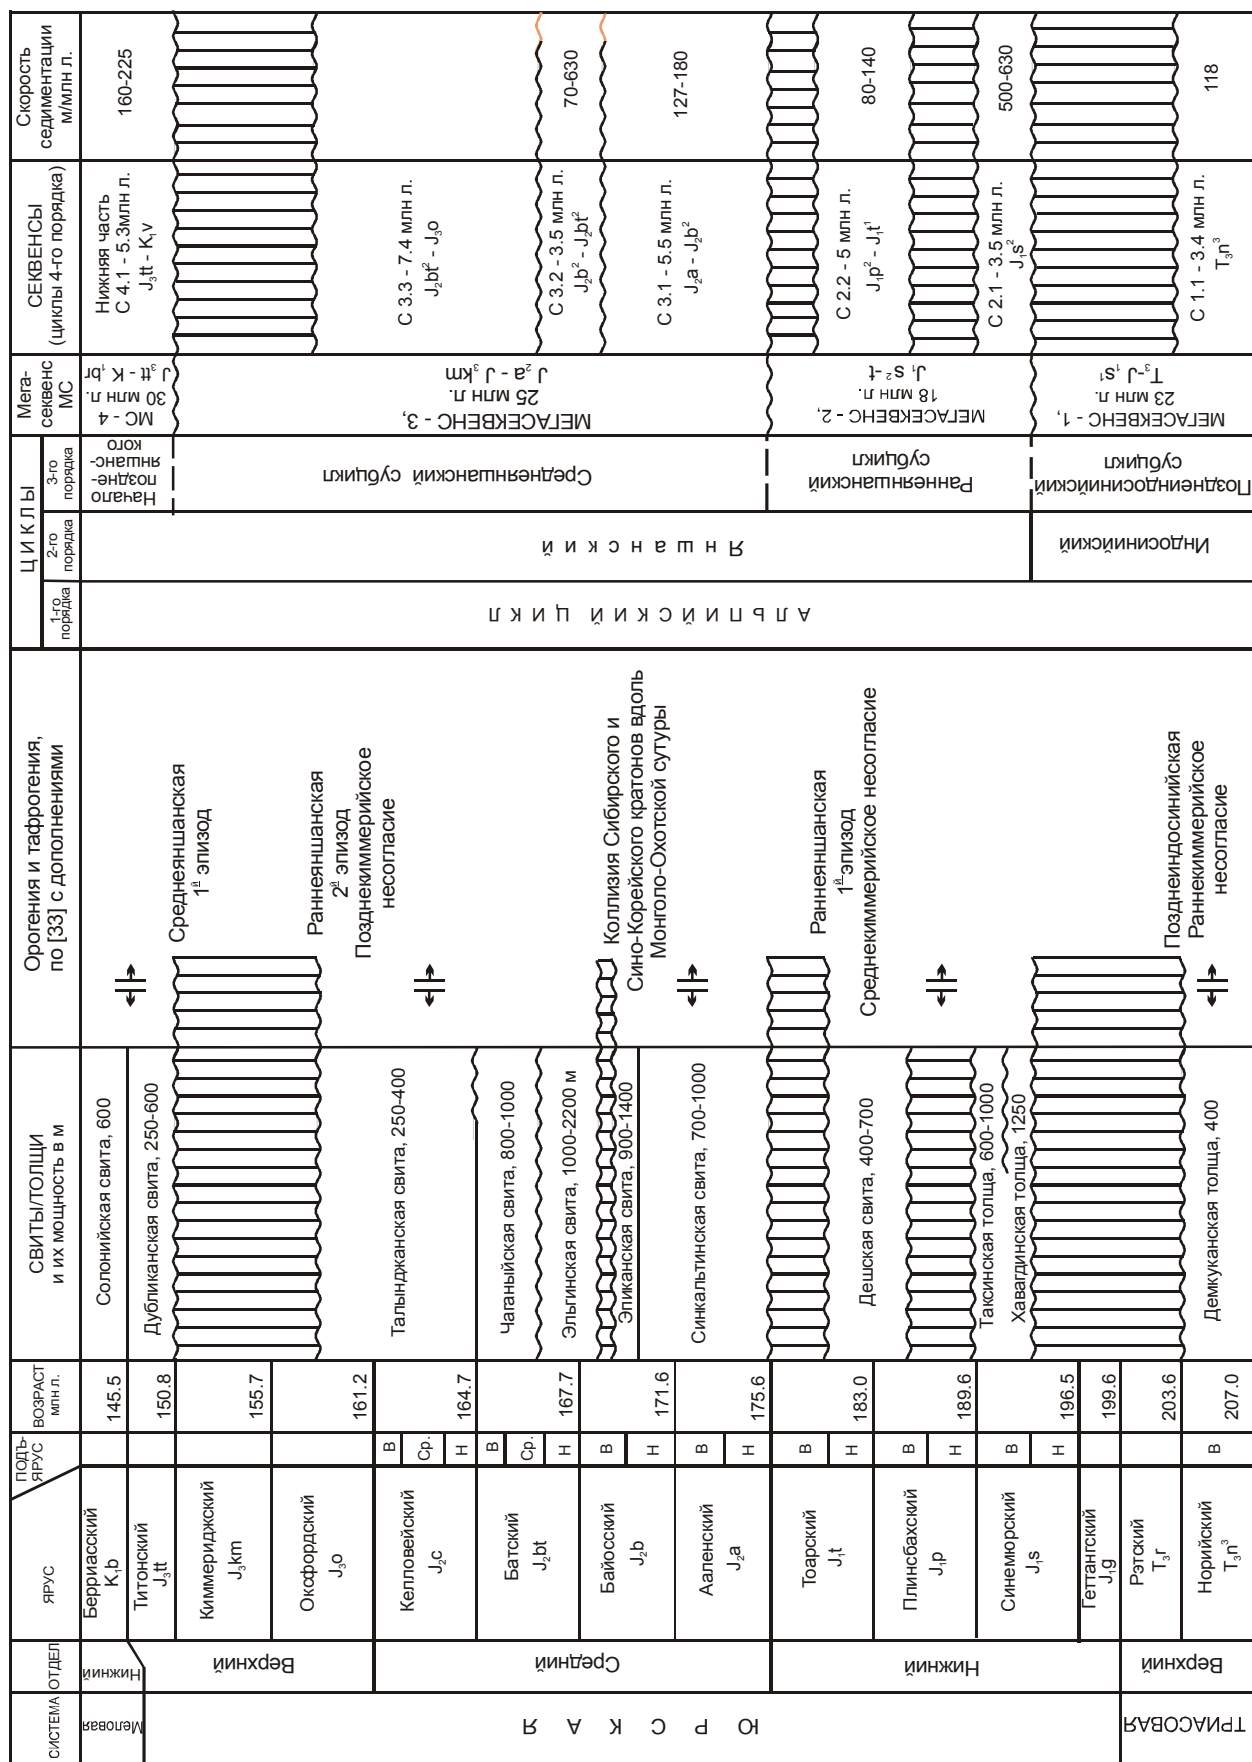 СИСТЕМА
ОТДЕЛ
ЯРУС
ПОДЪ-
ЯРУС
ВОЗРАСТ
млн л.
СВИТЫ/ТОЛЩИ
и их мощность в м
Орогения и тафрогения,
по [33] с дополнениями
ЦИКЛЫ
1-го
порядка
2-го
порядка
3-го
порядка
Мега-
секвенс
МС
СЕКВЕНСЫ
(циклы 4-го порядка)
Скорость
седиментации
м/млн л.
Меловая
ЮРСКАЯ
ТРИАСОВАЯ
Нижний
Верхний
Средний
Нижний
Верхний
Берриасский
K₁b
Титонский
J₃tt
Киммериджский
J₃km
Оксфордский
J₃o
Келловейский
J₂c
Батский
J₂bt
Байосский
J₂b
Ааленский
J₂a
Тоарский
J₁t
Плинсбахский
J₁p
Синемюрский
J₁s
Геттангский
J₁g
Рэтский
T₃r
Норийский
T₃n³
В
Ср.
Н
В
Ср.
Н
В
Н
В
Н
В
Н
В
Н
В
Н
В
145.5
150.8
155.7
161.2
164.7
167.7
171.6
175.6
183.0
189.6
196.5
199.6
203.6
207.0
Солонийская свита, 600
Дубликанская свита, 250-600
Талынджанская свита, 250-400
Чаганыйская свита, 800-1000
Эльгинская свита, 1000-2200 м
Эпиканская свита, 900-1400
Синкальтинская свита, 700-1000
Дешская свита, 400-700
Таксинская толща, 600-1000
Хавагдинская толща, 1250
Демкуканская толща, 400
Среднеяншанская
1й эпизод
Раннеяншанская
2й эпизод
Позднекиммерийское
несогласие
Коллизия Сибирского и
Сино-Корейского кратонов вдоль
Монголо-Охотской сутуры
Раннеяншанская
1й эпизод
Среднекиммерийское несогласие
Позднеиндосинийская
Раннекиммерийское
несогласие
АЛЬПИЙСКИЙ ЦИКЛ
Яншанский
Индосинийский
Начало
поздне-
яншанс-
кого
Среднеяншанский субцикл
Раннеяншанский
субцикл
Позднеиндосинийский
субцикл
МС - 4
30 млн л.
J₃tt - K₁br
МЕГАСЕКВЕНС - 3,
25 млн л.
J₂a - J₃km
МЕГАСЕКВЕНС - 2,
18 млн л.
J₁s²-t
МЕГАСЕКВЕНС - 1,
23 млн л.
T₃-J₁s¹
Нижняя часть
С 4.1 - 5.3млн л.
J₃tt - K₁v
С 3.3 - 7.4 млн л.
J₂bt² - J₃o
С 3.2 - 3.5 млн л.
J₂b² - J₂bt²
С 3.1 - 5.5 млн л.
J₂a - J₂b²
С 2.2 - 5 млн л.
J₁p² - J₁t¹
С 2.1 - 3.5 млн л.
J₁s²
С 1.1 - 3.4 млн л.
T₃n³
160-225
70-630
127-180
80-140
500-630
118